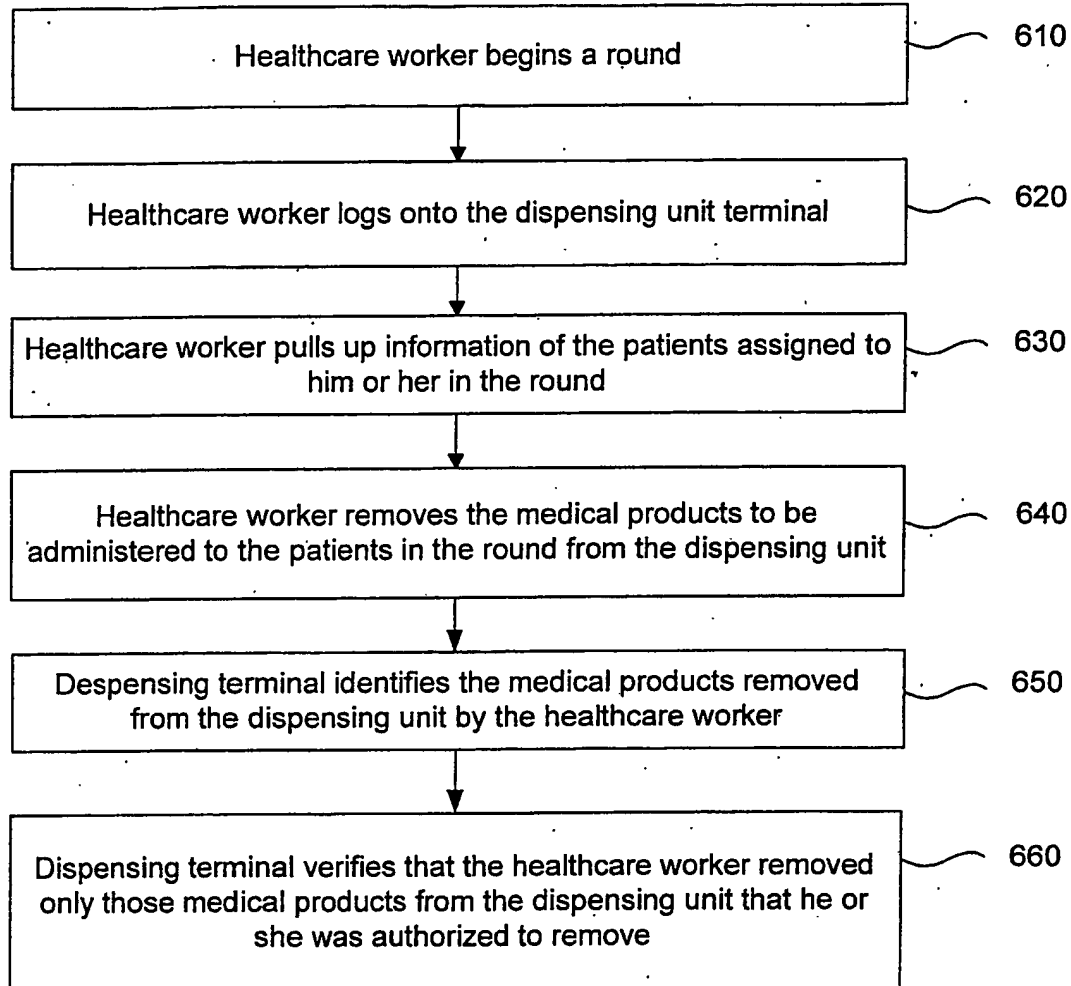 Healthcare worker begins a round
610
Healthcare worker logs onto the dispensing unit terminal
620
Healthcare worker pulls up information of the patients assigned to
him or her in the round
630
Healthcare worker removes the medical products to be
administered to the patients in the round from the dispensing unit
640
Despensing terminal identifies the medical products removed
from the dispensing unit by the healthcare worker
650
Dispensing terminal verifies that the healthcare worker removed
only those medical products from the dispensing unit that he or
she was authorized to remove
660